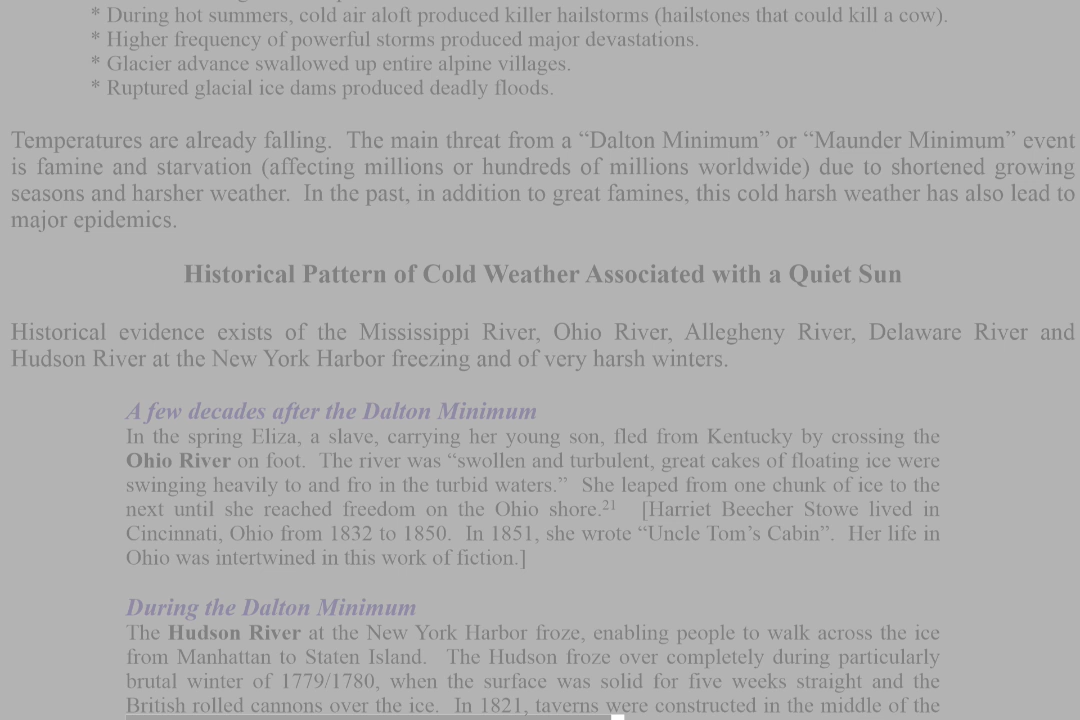 * During hot summers, cold air aloft produced killer hailstorms (hailstones that could kill a cow).
* Higher frequency of powerful storms produced major devastations.
* Glacier advance swallowed up entire alpine villages.
* Ruptured glacial ice dams produced deadly floods.
Temperatures are already falling. The main threat from a “Dalton Minimum” or “Maunder Minimum” event
is famine and starvation (affecting millions or hundreds of millions worldwide) due to shortened growing
seasons and harsher weather. In the past, in addition to great famines, this cold harsh weather has also lead to
major epidemics.
Historical Pattern of Cold Weather Associated with a Quiet Sun
Historical evidence exists of the Mississippi River, Ohio River, Allegheny River, Delaware River and
Hudson River at the New York Harbor freezing and of very harsh winters.
A few decades after the Dalton Minimum
In the spring Eliza, a slave, carrying her young son, fled from Kentucky by crossing the
Ohio River on foot. The river was “swollen and turbulent, great cakes of floating ice were
swinging heavily to and fro in the turbid waters.” She leaped from one chunk of ice to the
next until she reached freedom on the Ohio shore.21 [Harriet Beecher Stowe lived in
Cincinnati, Ohio from 1832 to 1850. In 1851, she wrote “Uncle Tom’s Cabin”. Her life in
Ohio was intertwined in this work of fiction.]
During the Dalton Minimum
The Hudson River at the New York Harbor froze, enabling people to walk across the ice
from Manhattan to Staten Island. The Hudson froze over completely during particularly
brutal winter of 1779/1780, when the surface was solid for five weeks straight and the
British rolled cannons over the ice. In 1821, taverns were constructed in the middle of the